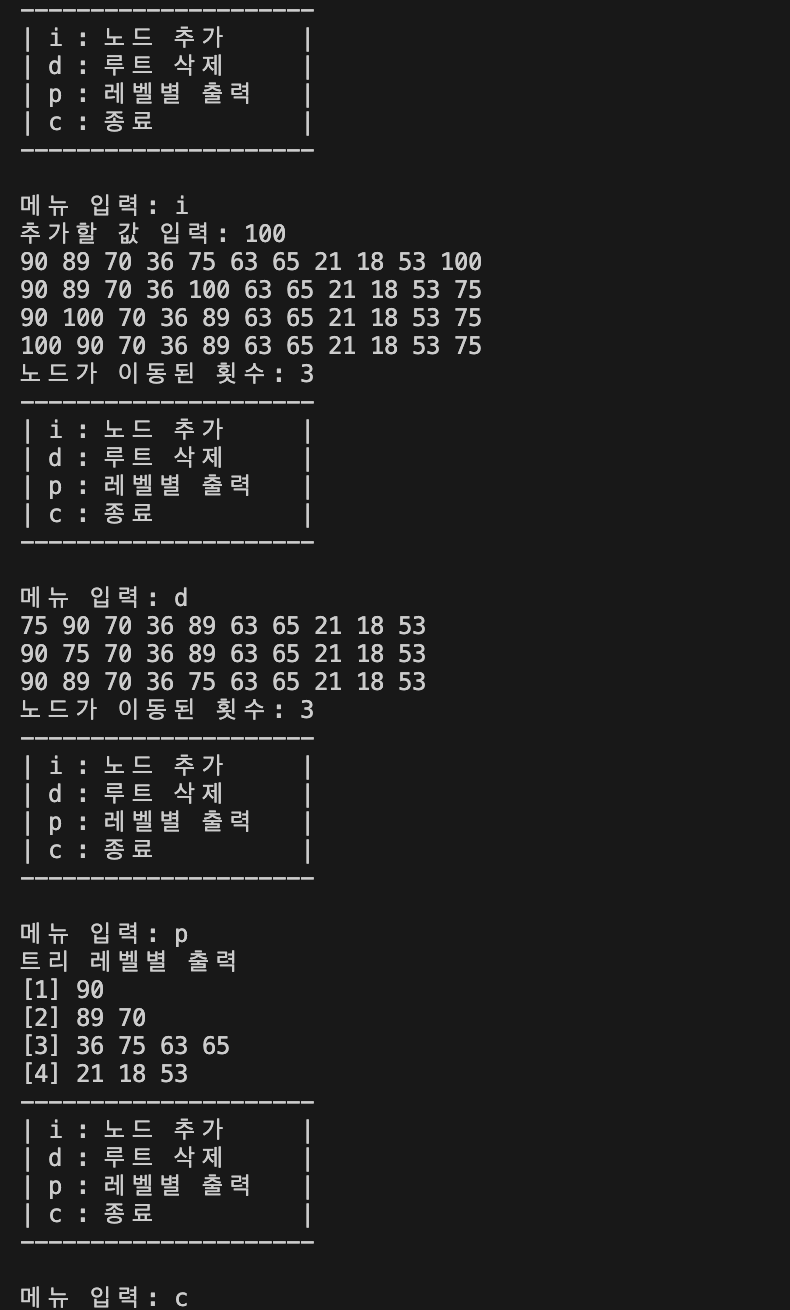 ---------------------
| i : 노드 추가      |
| d : 루트 삭제      |
| p : 레벨별 출력    |
| c : 종료           |
---------------------

메뉴 입력: i
추가할 값 입력: 100
90 89 70 36 75 63 65 21 18 53 100
90 89 70 36 100 63 65 21 18 53 75
90 100 70 36 89 63 65 21 18 53 75
100 90 70 36 89 63 65 21 18 53 75
노드가 이동된 횟수: 3
---------------------
| i : 노드 추가      |
| d : 루트 삭제      |
| p : 레벨별 출력    |
| c : 종료           |
---------------------

메뉴 입력: d
75 90 70 36 89 63 65 21 18 53
90 75 70 36 89 63 65 21 18 53
90 89 70 36 75 63 65 21 18 53
노드가 이동된 횟수: 3
---------------------
| i : 노드 추가      |
| d : 루트 삭제      |
| p : 레벨별 출력    |
| c : 종료           |
---------------------

메뉴 입력: p
트리 레벨별 출력
[1] 90
[2] 89 70
[3] 36 75 63 65
[4] 21 18 53
---------------------
| i : 노드 추가      |
| d : 루트 삭제      |
| p : 레벨별 출력    |
| c : 종료           |
---------------------

메뉴 입력: c